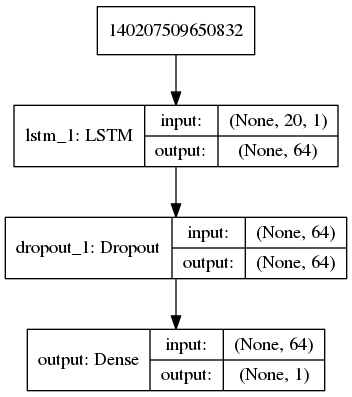 140207509650832
lstm_1: LSTM
input: (None, 20, 1)
output: (None, 64)
dropout_1: Dropout
input: (None, 64)
output: (None, 64)
output: Dense
input: (None, 64)
output: (None, 1)